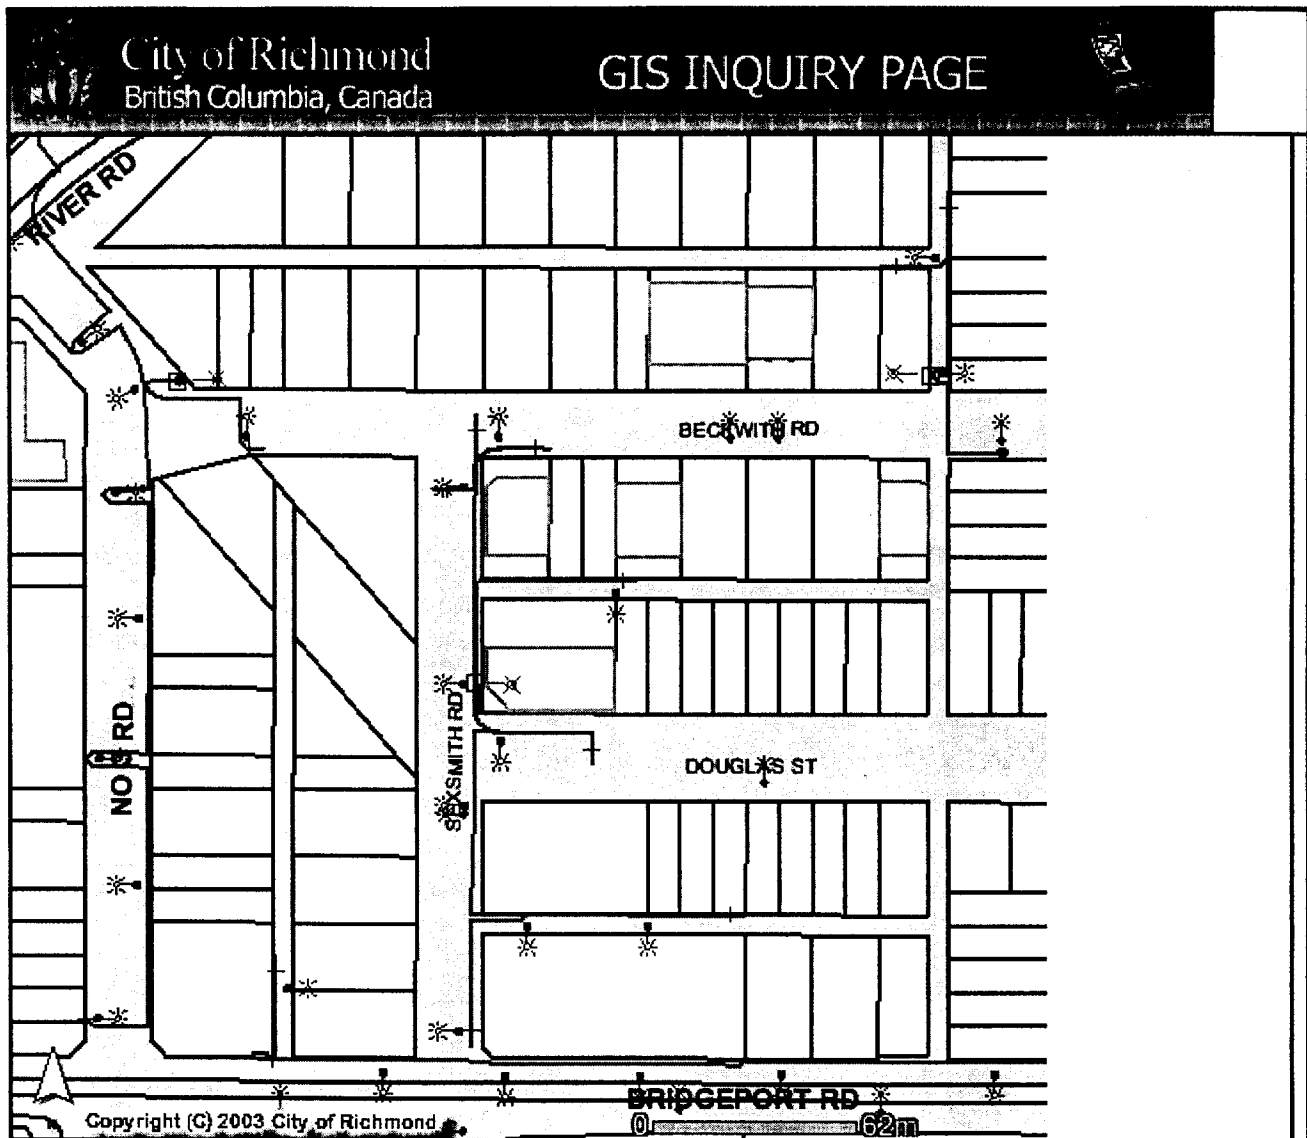 City of Richmond
British Columbia, Canada
GIS INQUIRY PAGE
RIVER RD
BECKWITH RD
SEXSMITH RD
NO RD
DOUGLAS ST
BRIDGEPORT RD
Copyright (C) 2003 City of Richmond
0 62m